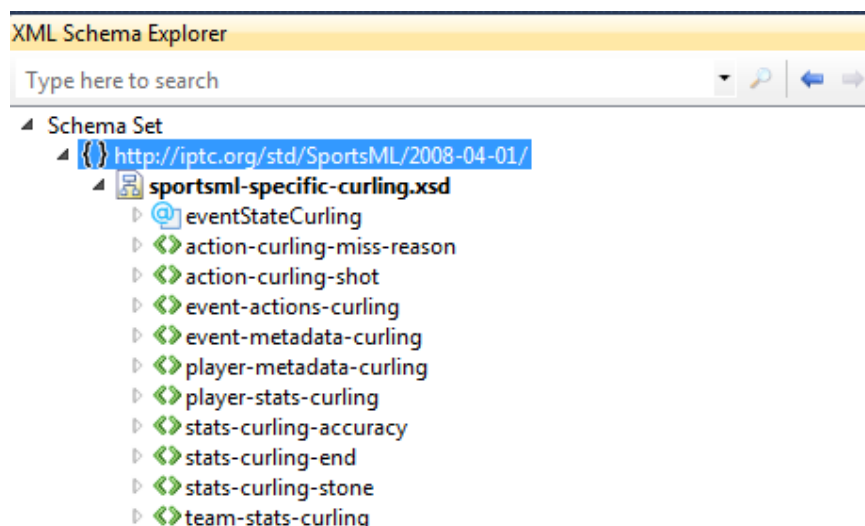 XML Schema Explorer
Type here to search
Schema Set
{} http://iptc.org/std/SportsML/2008-04-01/
sportsml-specific-curling.xsd
eventStateCurling
action-curling-miss-reason
action-curling-shot
event-actions-curling
event-metadata-curling
player-metadata-curling
player-stats-curling
stats-curling-accuracy
stats-curling-end
stats-curling-stone
team-stats-curling